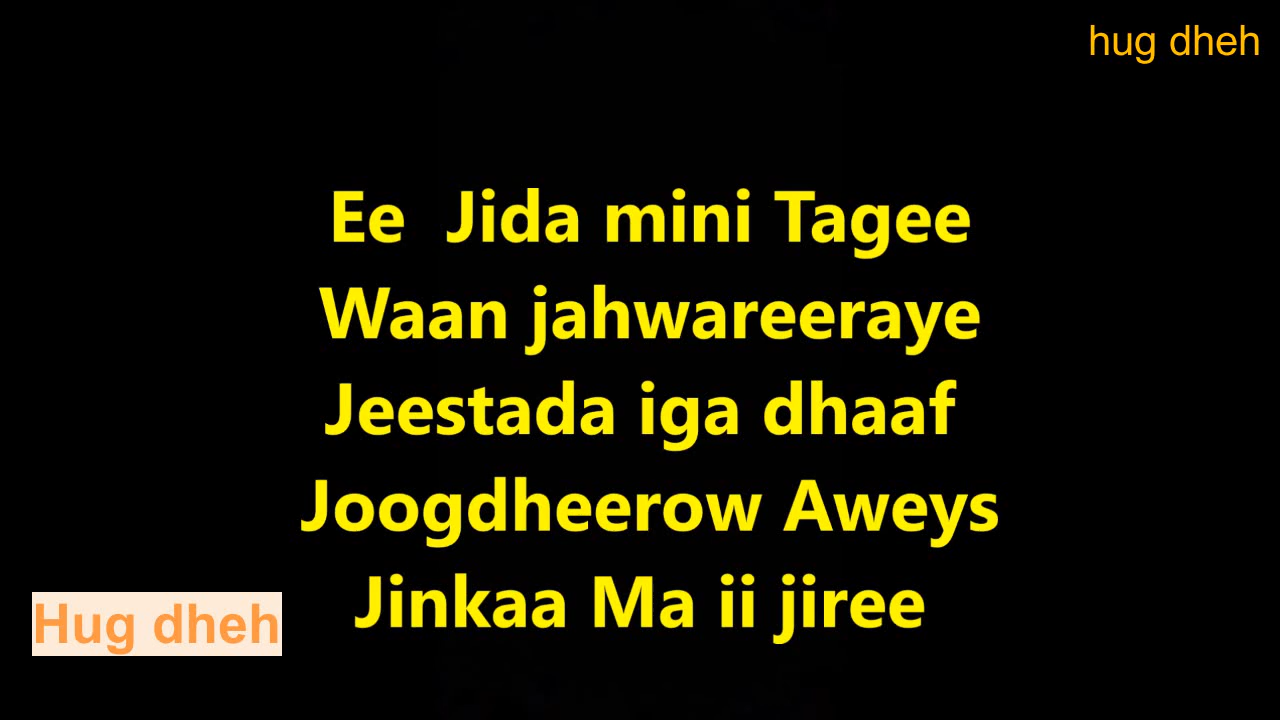 hug dheh
Ee Jida mini Tagee
Waan jahwareeraye
Jeestada iga dhaaf
Joogdheerow Aweys
Jinkaa Ma ii jiree
Hug dheh